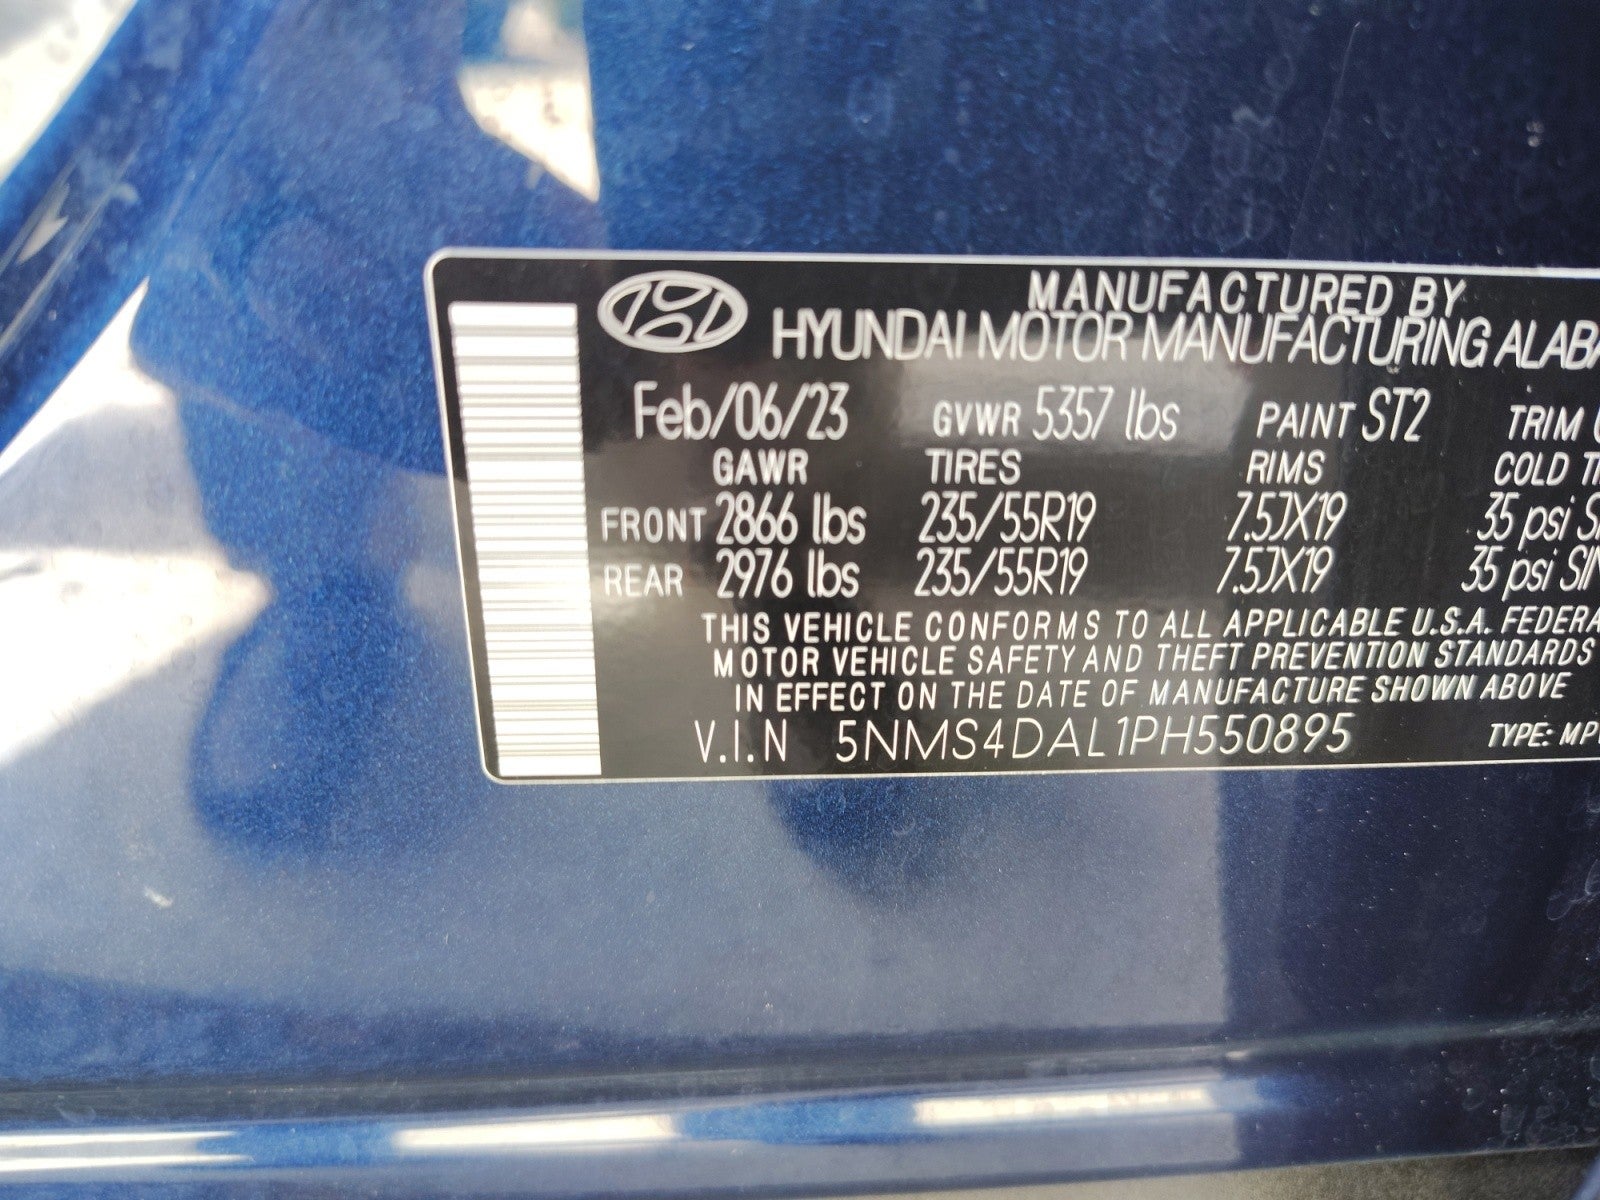 MANUFACTURED BY
HYUNDAI MOTOR MANUFACTURING
Feb/06/23 GVWR 5357 lbs PAINT ST2 TRIM
GAWR TIRES RIMS COLD
FRONT 2866 lbs 235/55R19 7.5JX19 35 psi
REAR 2976 lbs 235/55R19 7.5JX19 35 psi
THIS VEHICLE CONFORMS TO ALL APPLICABLE U.S.A.
MOTOR VEHICLE SAFETY AND THEFT PREVENTION STANDARDS
IN EFFECT ON THE DATE OF MANUFACTURE SHOWN ABOVE
V.I.N 5NMS4DAL1PH550895 TYPE: